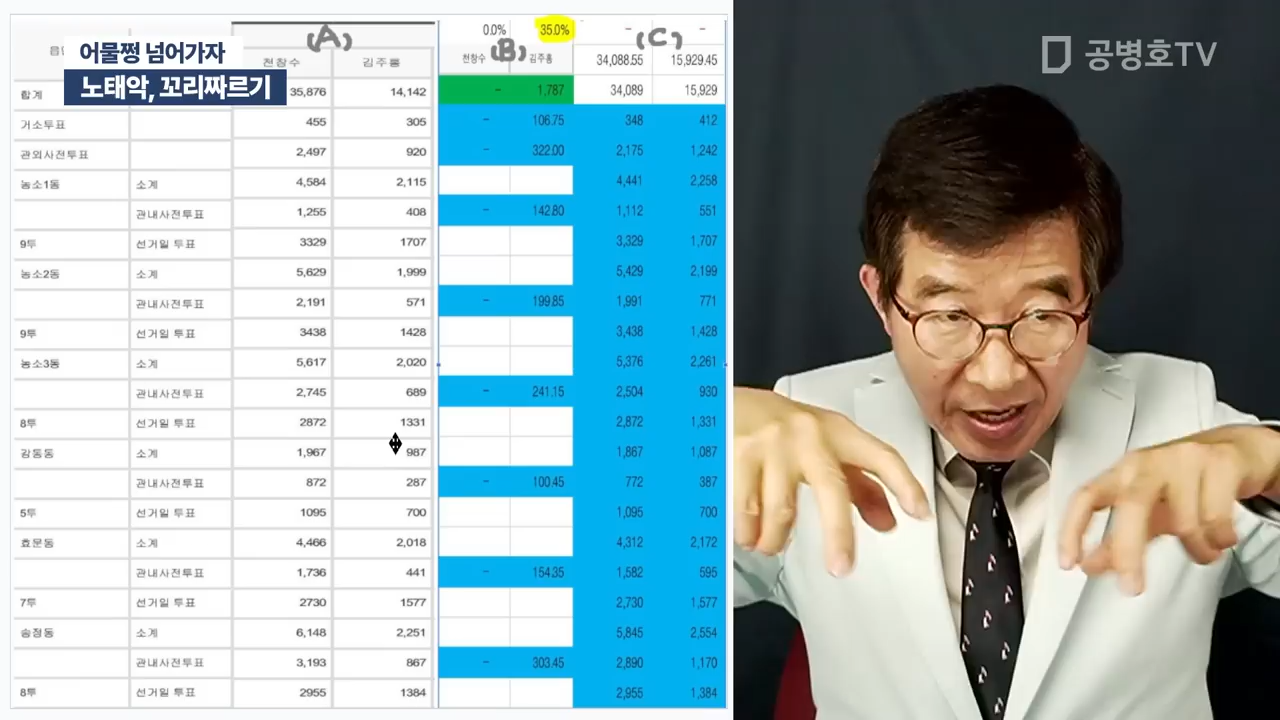 어물쩡 넘어가자
노태악, 꼬리짜르기
공병호TV
(A) 0.0% 35.0% (C)
– –
천창수 김주홍 천창수 (B) 김주홍 34,088.55 15,929.45
합계 35,876 14,142 – 1,787 34,089 15,929
거소투표 455 305 – 106.75 348 412
관외사전투표 2,497 920 – 322.00 2,175 1,242
농소1동 소계 4,584 2,115 4,441 2,258
관내사전투표 1,255 408 – 142.80 1,112 551
9투 선거일 투표 3329 1707 3,329 1,707
농소2동 소계 5,629 1,999 5,429 2,199
관내사전투표 2,191 571 – 199.85 1,991 771
9투 선거일 투표 3438 1428 3,438 1,428
농소3동 소계 5,617 2,020 5,376 2,261
관내사전투표 2,745 689 – 241.15 2,504 930
8투 선거일 투표 2872 1331 2,872 1,331
강동동 소계 1,967 987 1,867 1,087
관내사전투표 872 287 – 100.45 772 387
5투 선거일 투표 1095 700 1,095 700
효문동 소계 4,466 2,018 4,312 2,172
관내사전투표 1,736 441 – 154.35 1,582 595
7투 선거일 투표 2730 1577 2,730 1,577
송정동 소계 6,148 2,251 5,845 2,554
관내사전투표 3,193 867 – 303.45 2,890 1,170
8투 선거일 투표 2955 1384 2,955 1,384